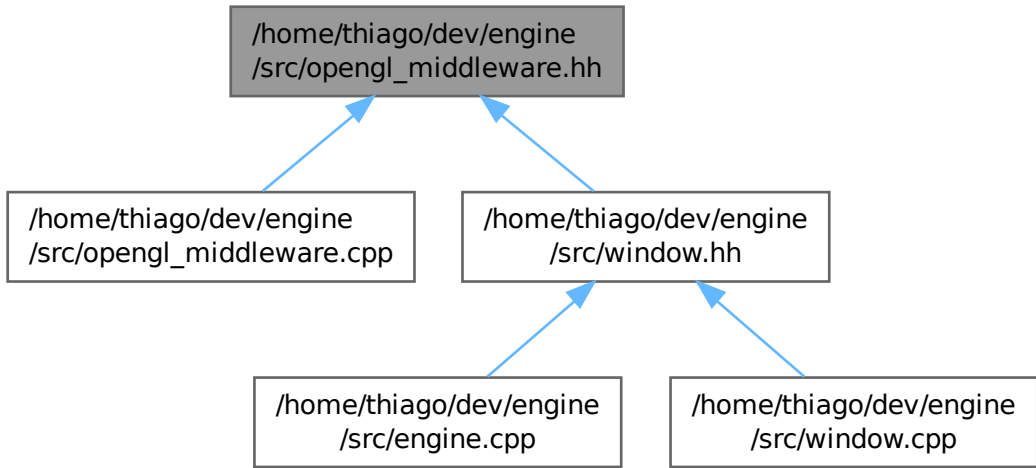 /home/thiago/dev/engine
/src/opengl_middleware.hh
/home/thiago/dev/engine
/src/opengl_middleware.cpp
/home/thiago/dev/engine
/src/window.hh
/home/thiago/dev/engine
/src/engine.cpp
/home/thiago/dev/engine
/src/window.cpp